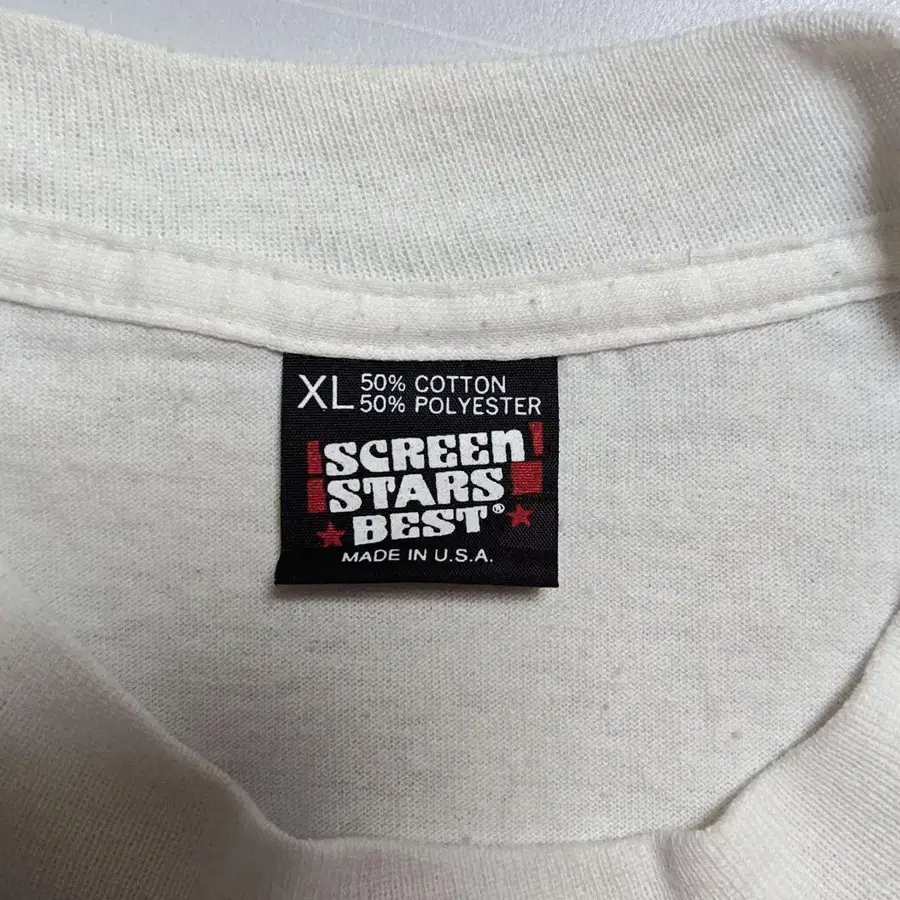 XL 50% COTTON
50% POLYESTER
SCREEN
STARS
BEST®
MADE IN U.S.A.